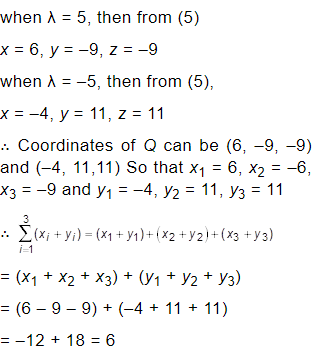 when λ = 5, then from (5)
x = 6, y = –9, z = –9
when λ = –5, then from (5),
x = –4, y = 11, z = 11
∴ Coordinates of Q can be (6, –9, –9)
and (–4, 11,11) So that x₁ = 6, x₂ = –6,
x₃ = –9 and y₁ = –4, y₂ = 11, y₃ = 11
∴ ∑_{i=1}^{3}(xᵢ + yᵢ) = (x₁ + y₁) + (x₂ + y₂) + (x₃ + y₃)
= (x₁ + x₂ + x₃) + (y₁ + y₂ + y₃)
= (6 – 9 – 9) + (–4 + 11 + 11)
= –12 + 18 = 6